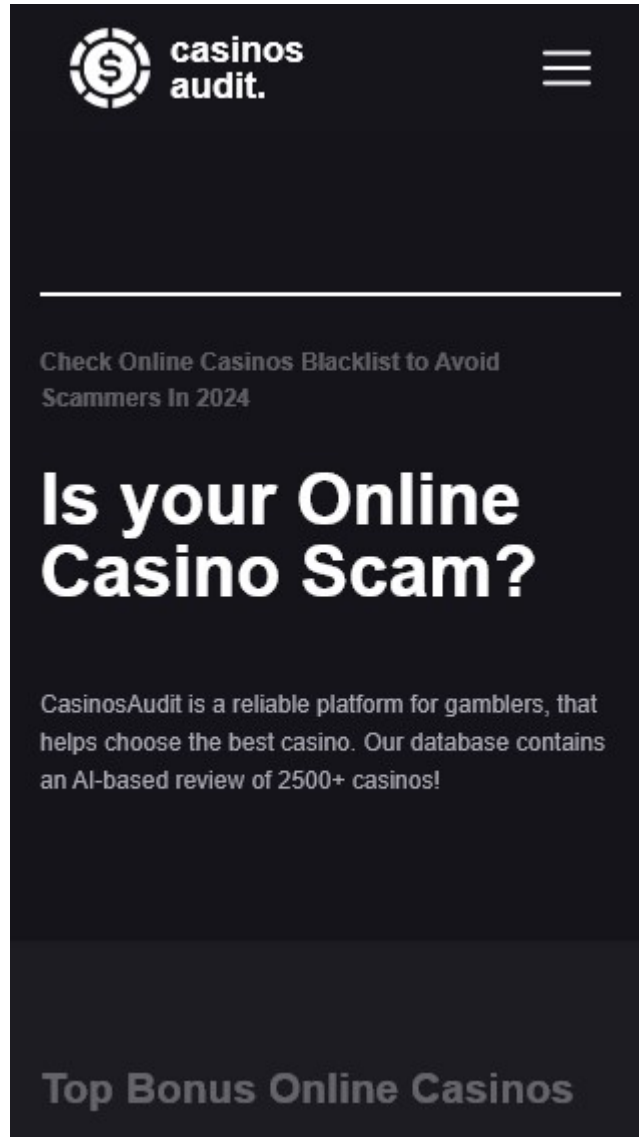 casinos
audit.
Check Online Casinos Blacklist to Avoid
Scammers In 2024
Is your Online
Casino Scam?
CasinosAudit is a reliable platform for gamblers, that
helps choose the best casino. Our database contains
an AI-based review of 2500+ casinos!
Top Bonus Online Casinos